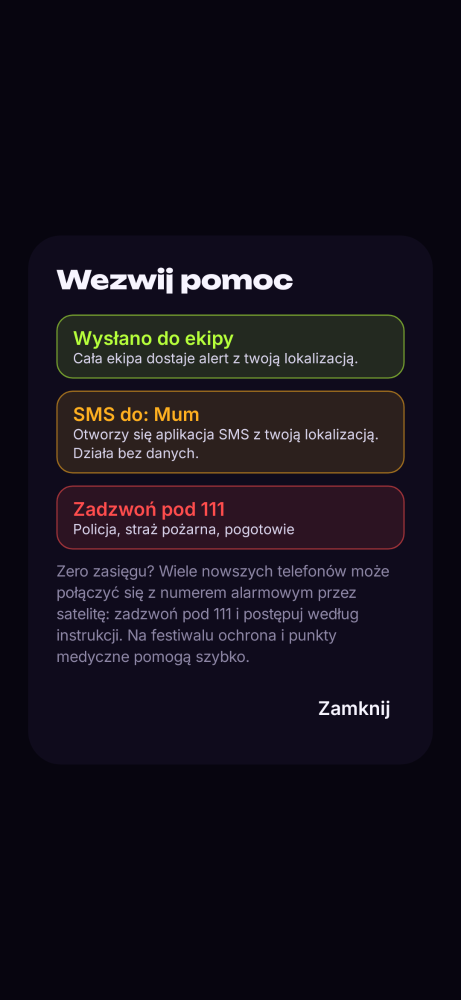 Wezwij pomoc
Wysłano do ekipy
Cała ekipa dostaje alert z twoją lokalizacją.
SMS do: Mum
Otworzy się aplikacja SMS z twoją lokalizacją.
Działa bez danych.
Zadzwoń pod 111
Policja, straż pożarna, pogotowie
Zero zasięgu? Wiele nowszych telefonów może
połączyć się z numerem alarmowym przez
satelitę: zadzwoń pod 111 i postępuj według
instrukcji. Na festiwalu ochrona i punkty
medyczne pomogą szybko.
Zamknij